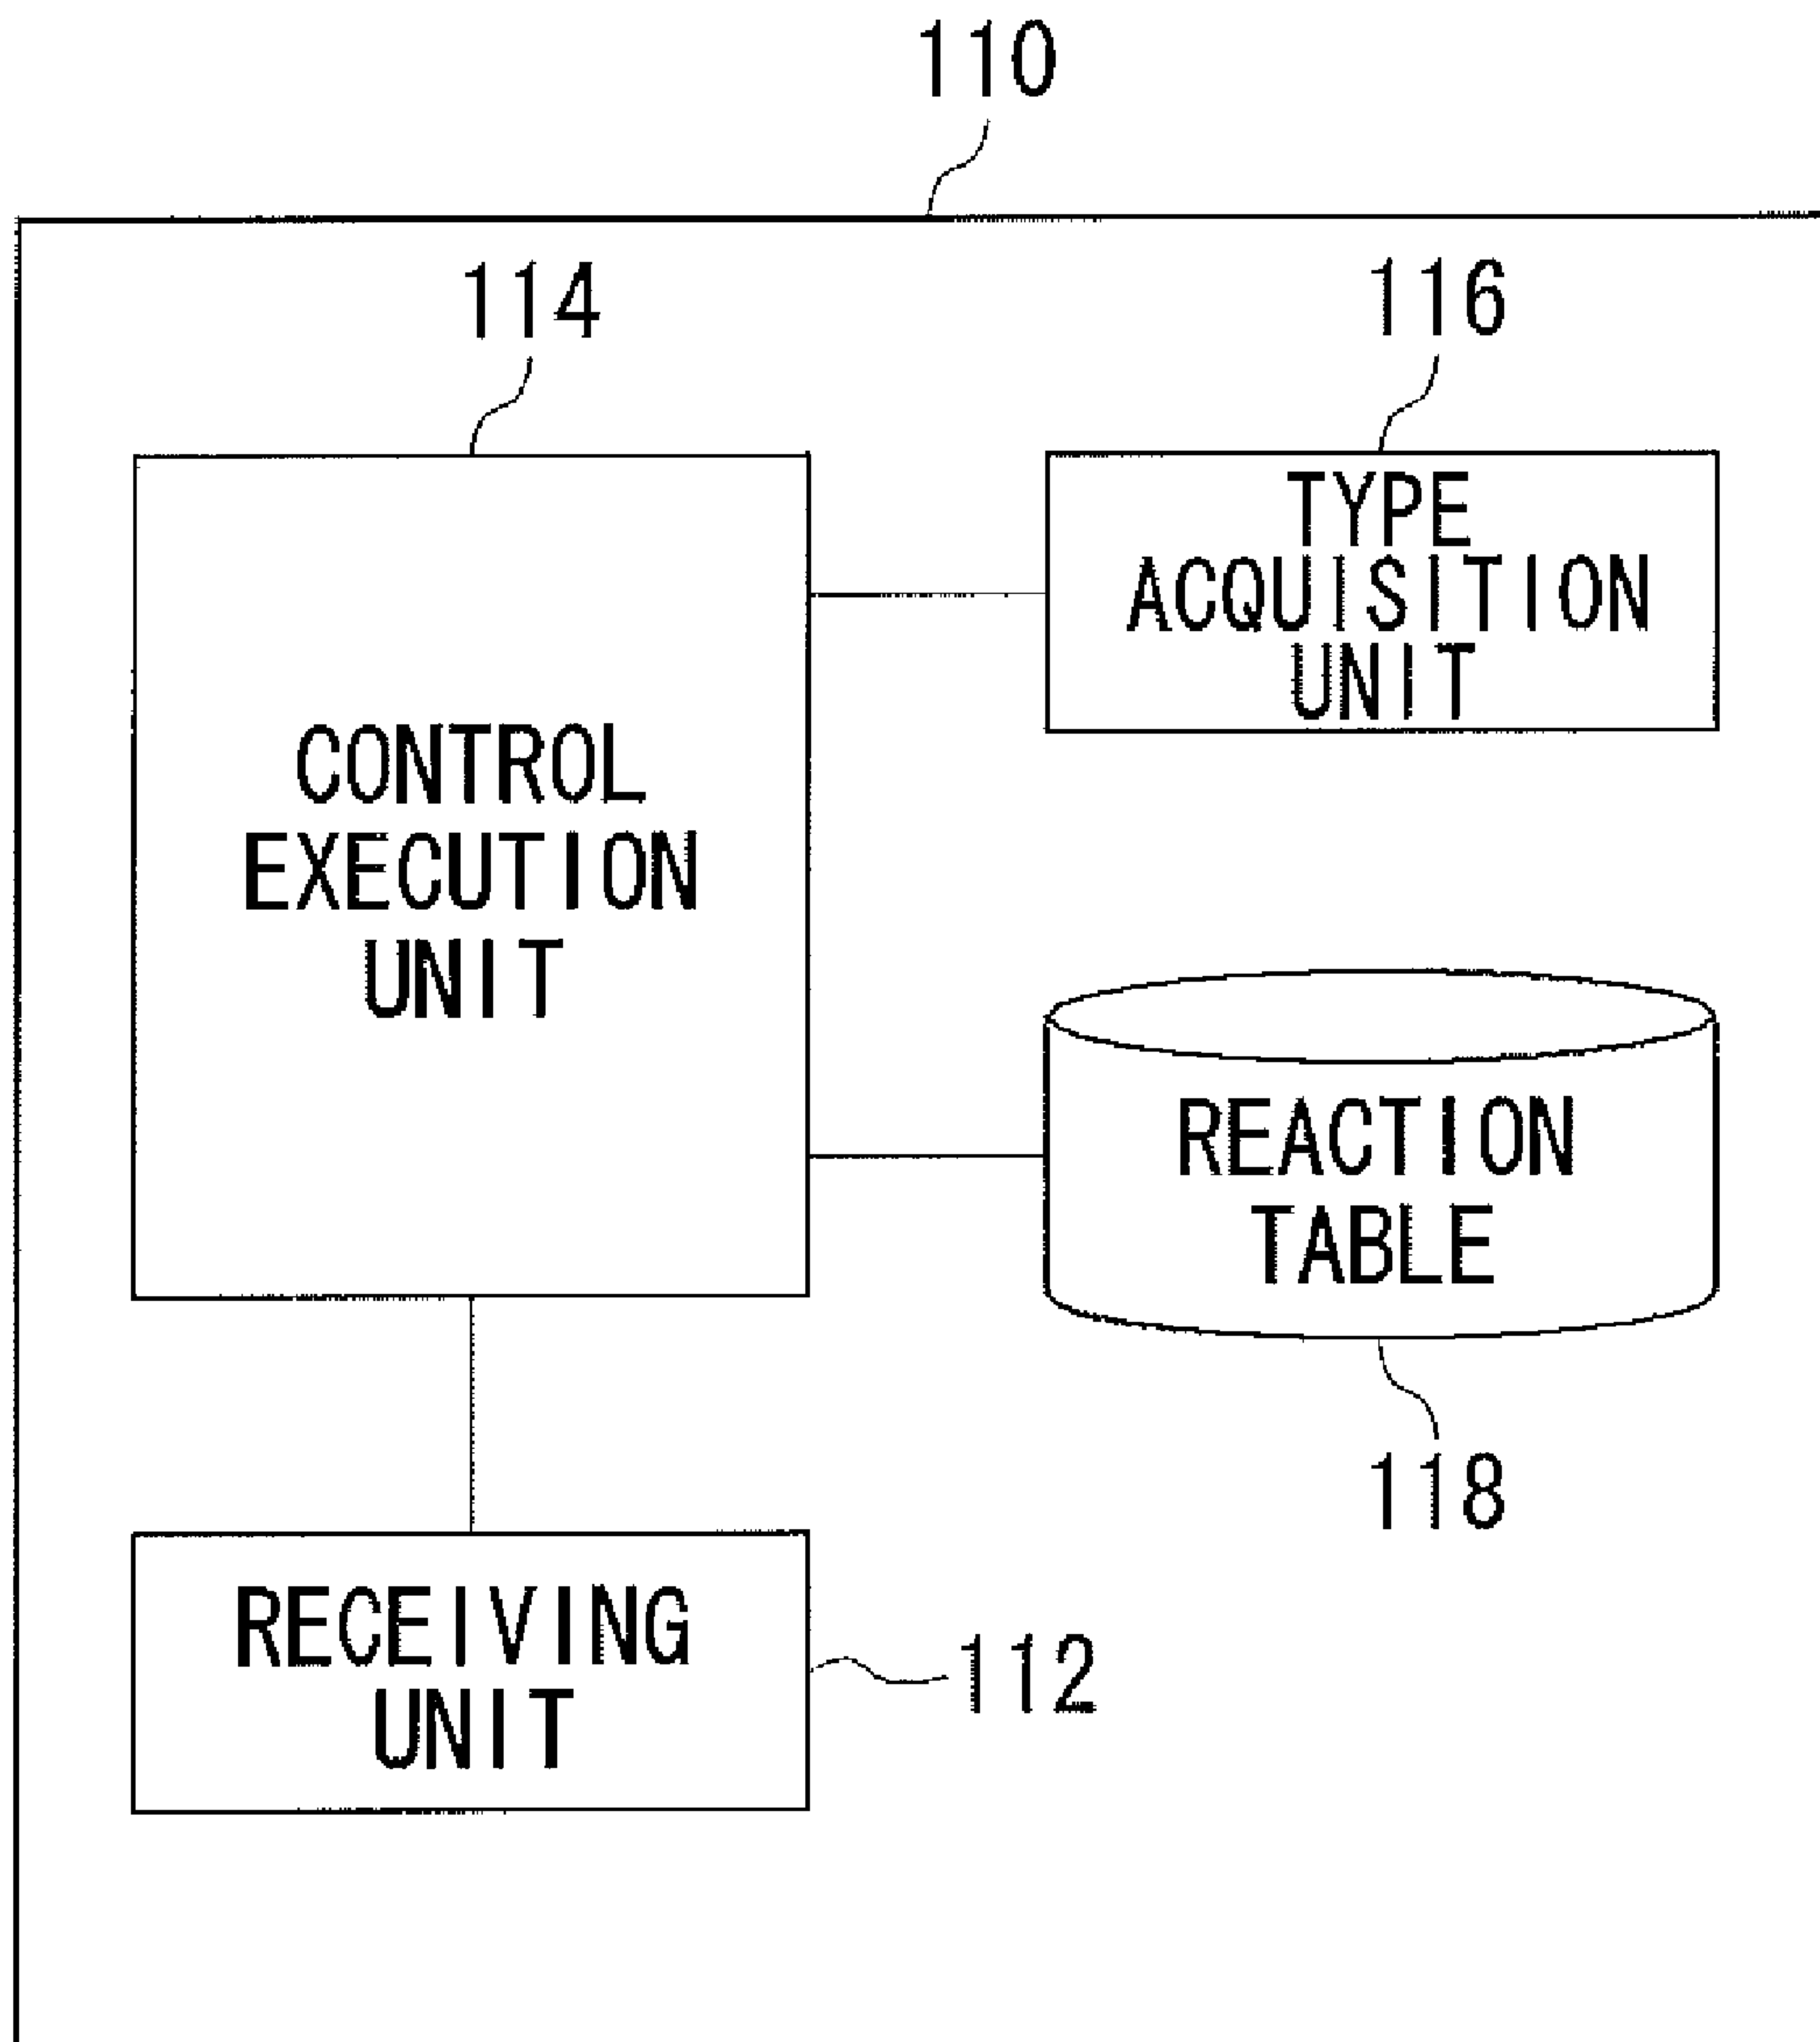 110
114
116
CONTROL
EXECUTION
UNIT
TYPE
ACQUISITION
UNIT
REACTION
TABLE
118
RECEIVING
UNIT
112